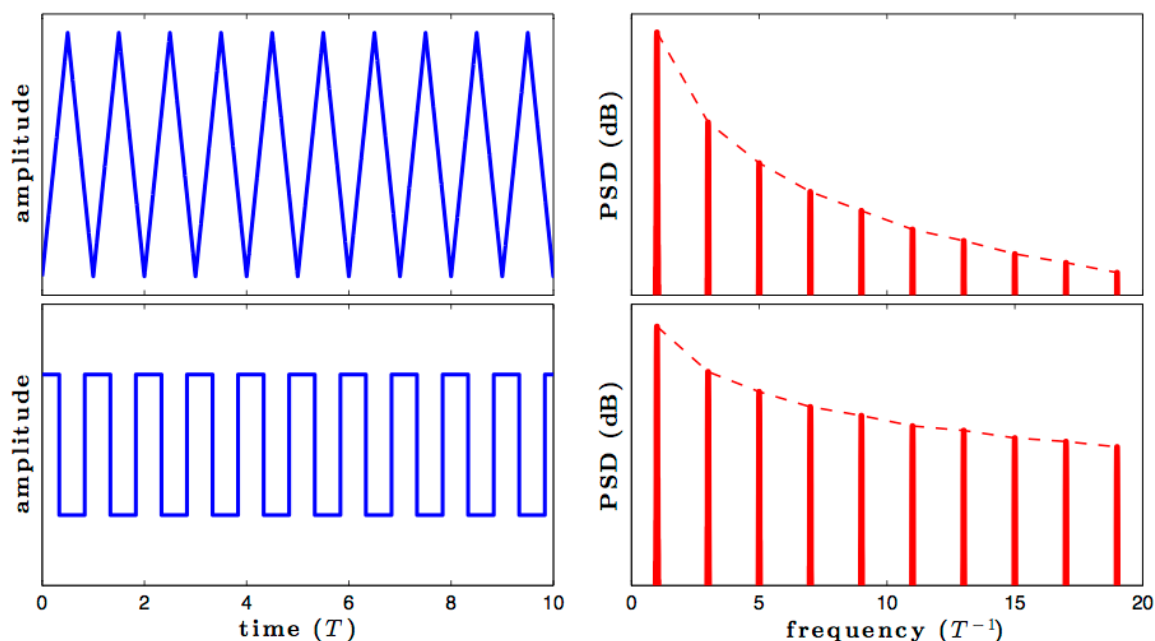 amplitude
PSD (dB)
amplitude
PSD (dB)
0 2 4 6 8 10
time (T)
0 5 10 15 20
frequency (T⁻¹)